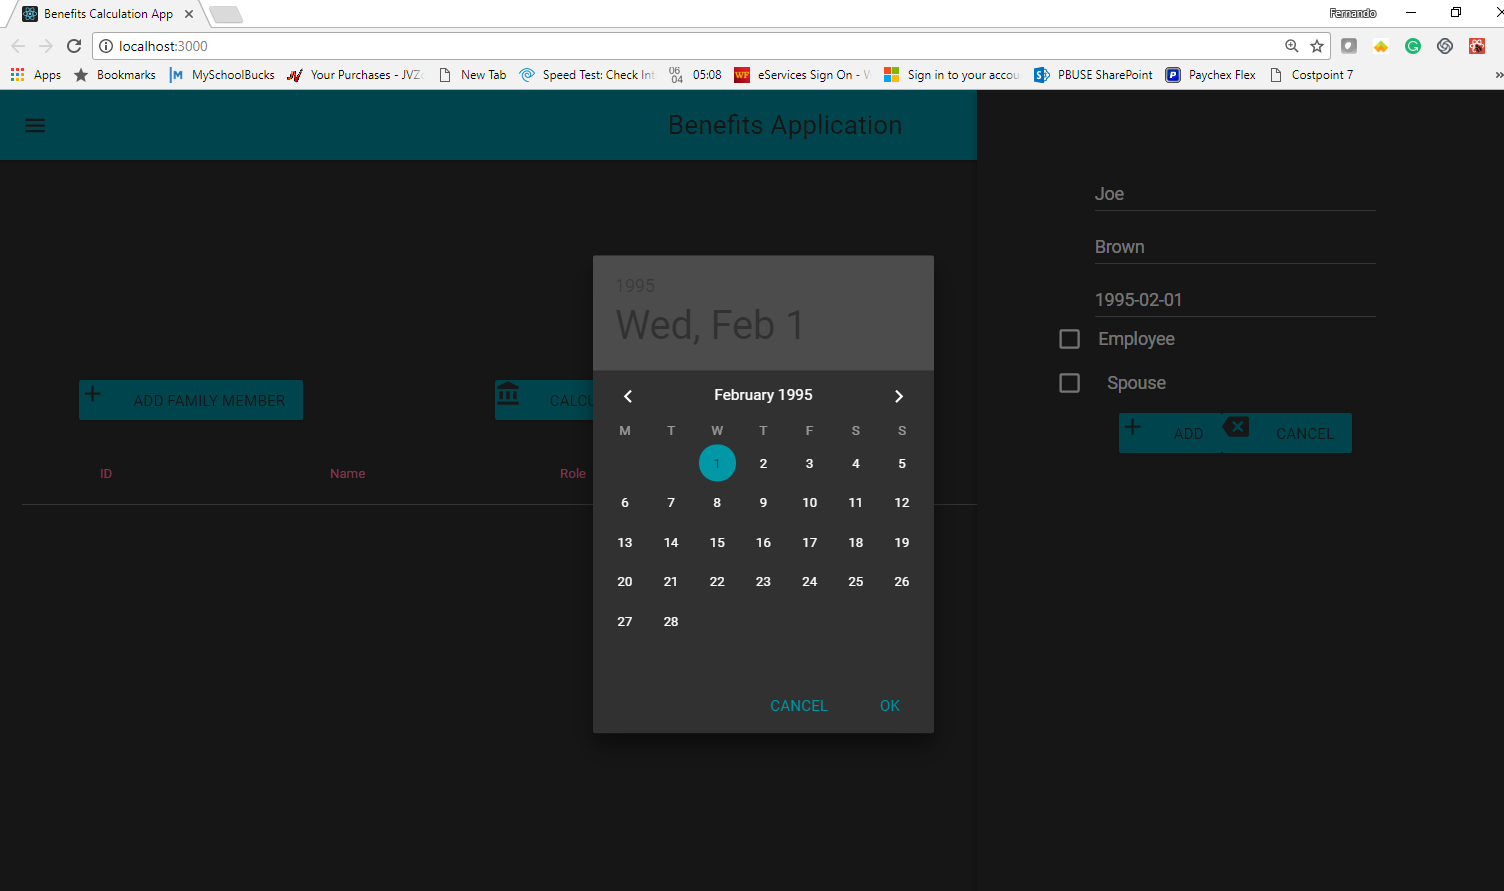 Benefits Calculation App
Fernando
localhost:3000
Apps Bookmarks MySchoolBucks Your Purchases - JVZ New Tab Speed Test: Check Int 06 04 05:08 WF eServices Sign On - W Sign in to your accou PBUSE SharePoint Paychex Flex Costpoint 7 »
Benefits Application
Joe
Brown
1995-02-01
Employee
Spouse
ADD CANCEL
ADD FAMILY MEMBER CALCU
ID Name Role
1995
Wed, Feb 1
February 1995
M T W T F S S
1 2 3 4 5
6 7 8 9 10 11 12
13 14 15 16 17 18 19
20 21 22 23 24 25 26
27 28
CANCEL OK